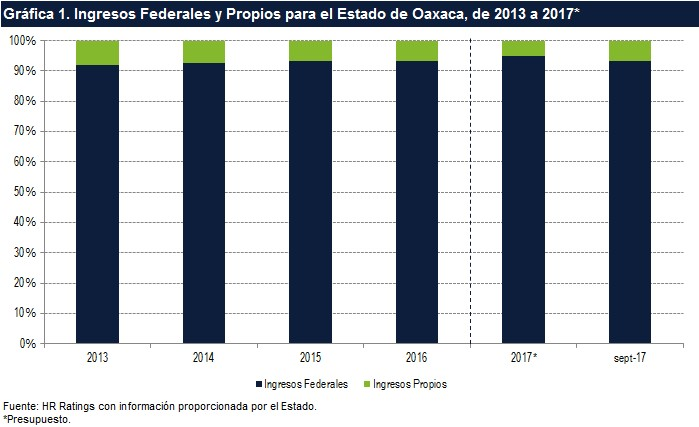 Gráfica 1. Ingresos Federales y Propios para el Estado de Oaxaca, de 2013 a 2017*
100%
90%
80%
70%
60%
50%
40%
30%
20%
10%
0%
2013 2014 2015 2016 2017* sept-17
Ingresos Federales Ingresos Propios
Fuente: HR Ratings con información proporcionada por el Estado.
*Presupuesto.